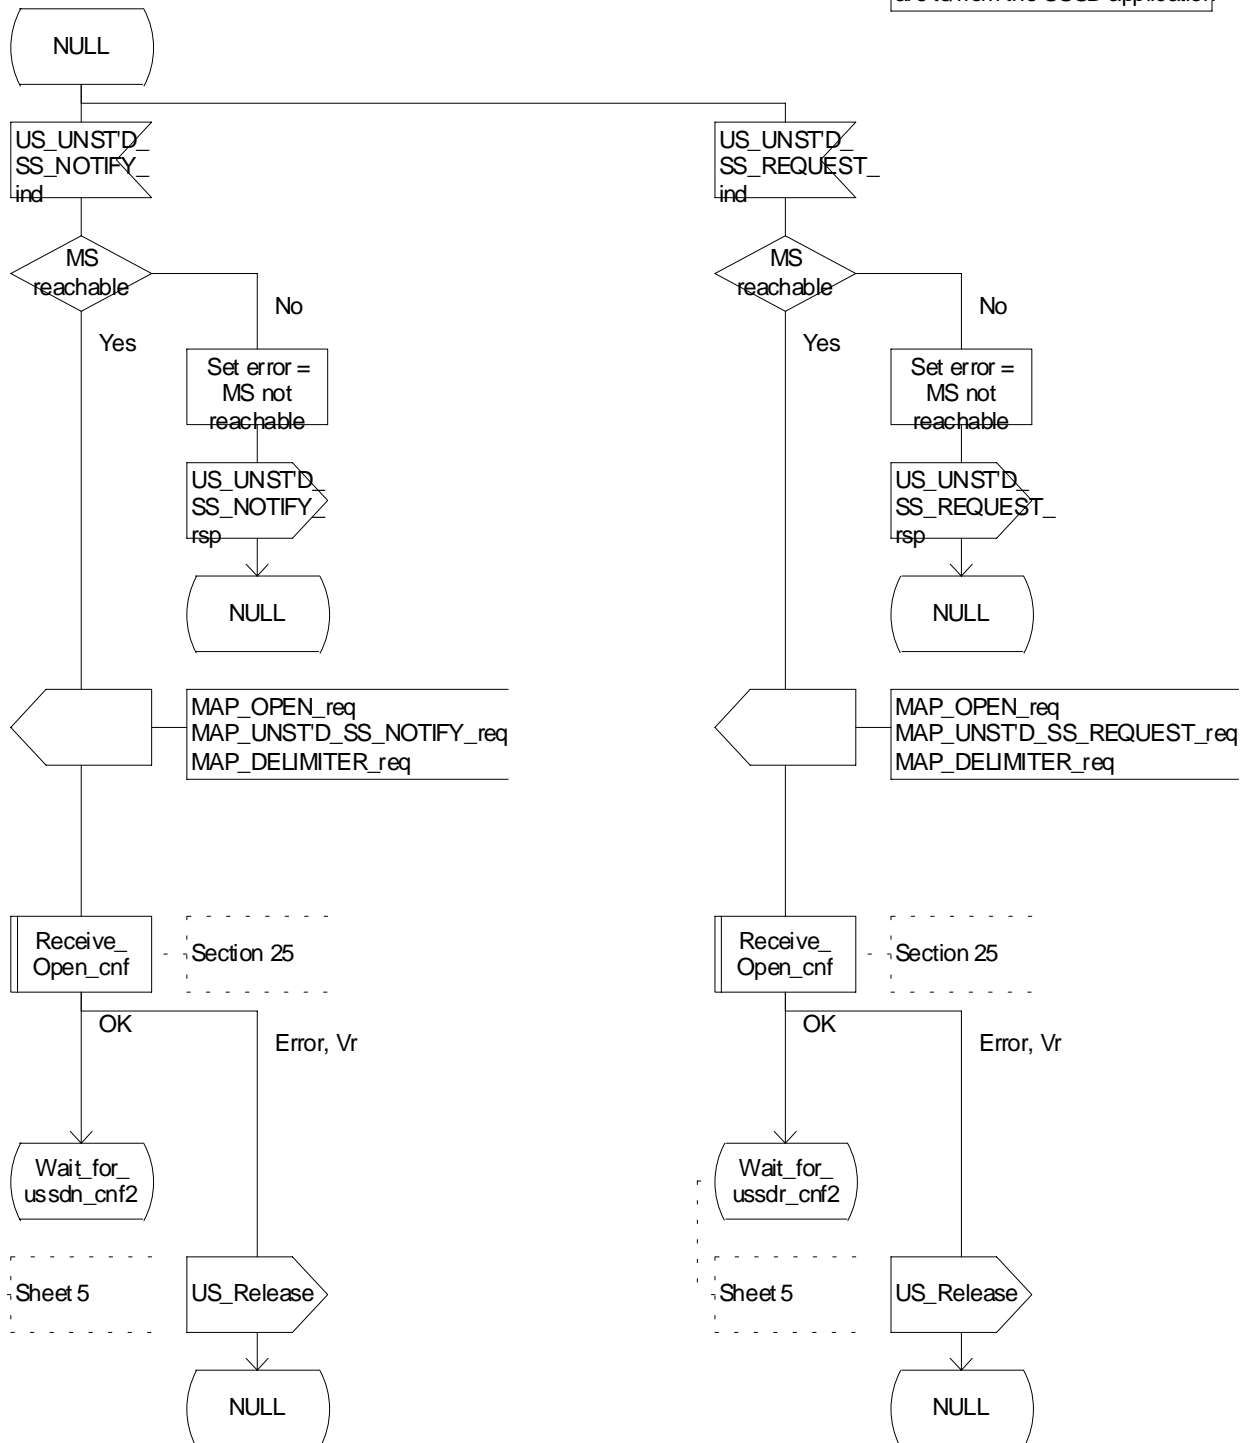 are to/from the USSD application
NULL
US_UNST'D_
SS_NOTIFY_
ind
US_UNST'D_
SS_REQUEST_
ind
MS
reachable
No
Yes
MS
reachable
No
Yes
Set error =
MS not
reachable
Set error =
MS not
reachable
US_UNST'D_
SS_NOTIFY_
rsp
US_UNST'D_
SS_REQUEST_
rsp
NULL
NULL
MAP_OPEN_req
MAP_UNST'D_SS_NOTIFY_req
MAP_DELIMITER_req
MAP_OPEN_req
MAP_UNST'D_SS_REQUEST_req
MAP_DELIMITER_req
Receive_
Open_cnf
Section 25
Receive_
Open_cnf
Section 25
OK
Error, Vr
OK
Error, Vr
Wait_for_
ussdn_cnf2
Wait_for_
ussdr_cnf2
Sheet 5
US_Release
Sheet 5
US_Release
NULL
NULL